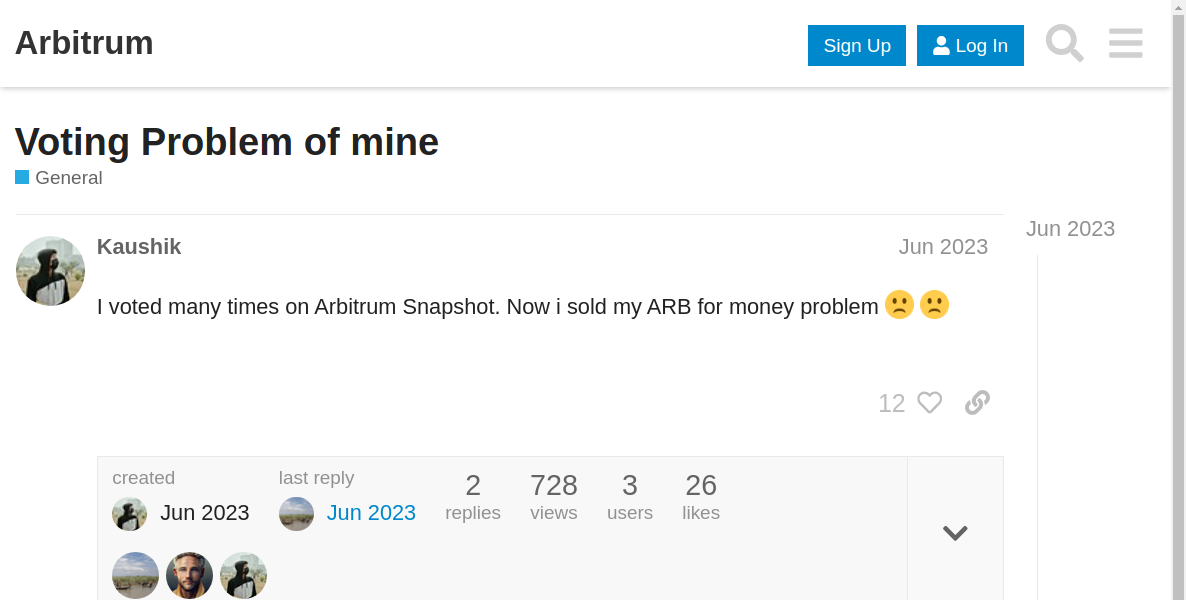 Arbitrum
Sign Up
Log In
Voting Problem of mine
General
Jun 2023
Kaushik
Jun 2023
I voted many times on Arbitrum Snapshot. Now i sold my ARB for money problem
12
created
last reply
2
728
3
26
Jun 2023
Jun 2023
replies
views
users
likes